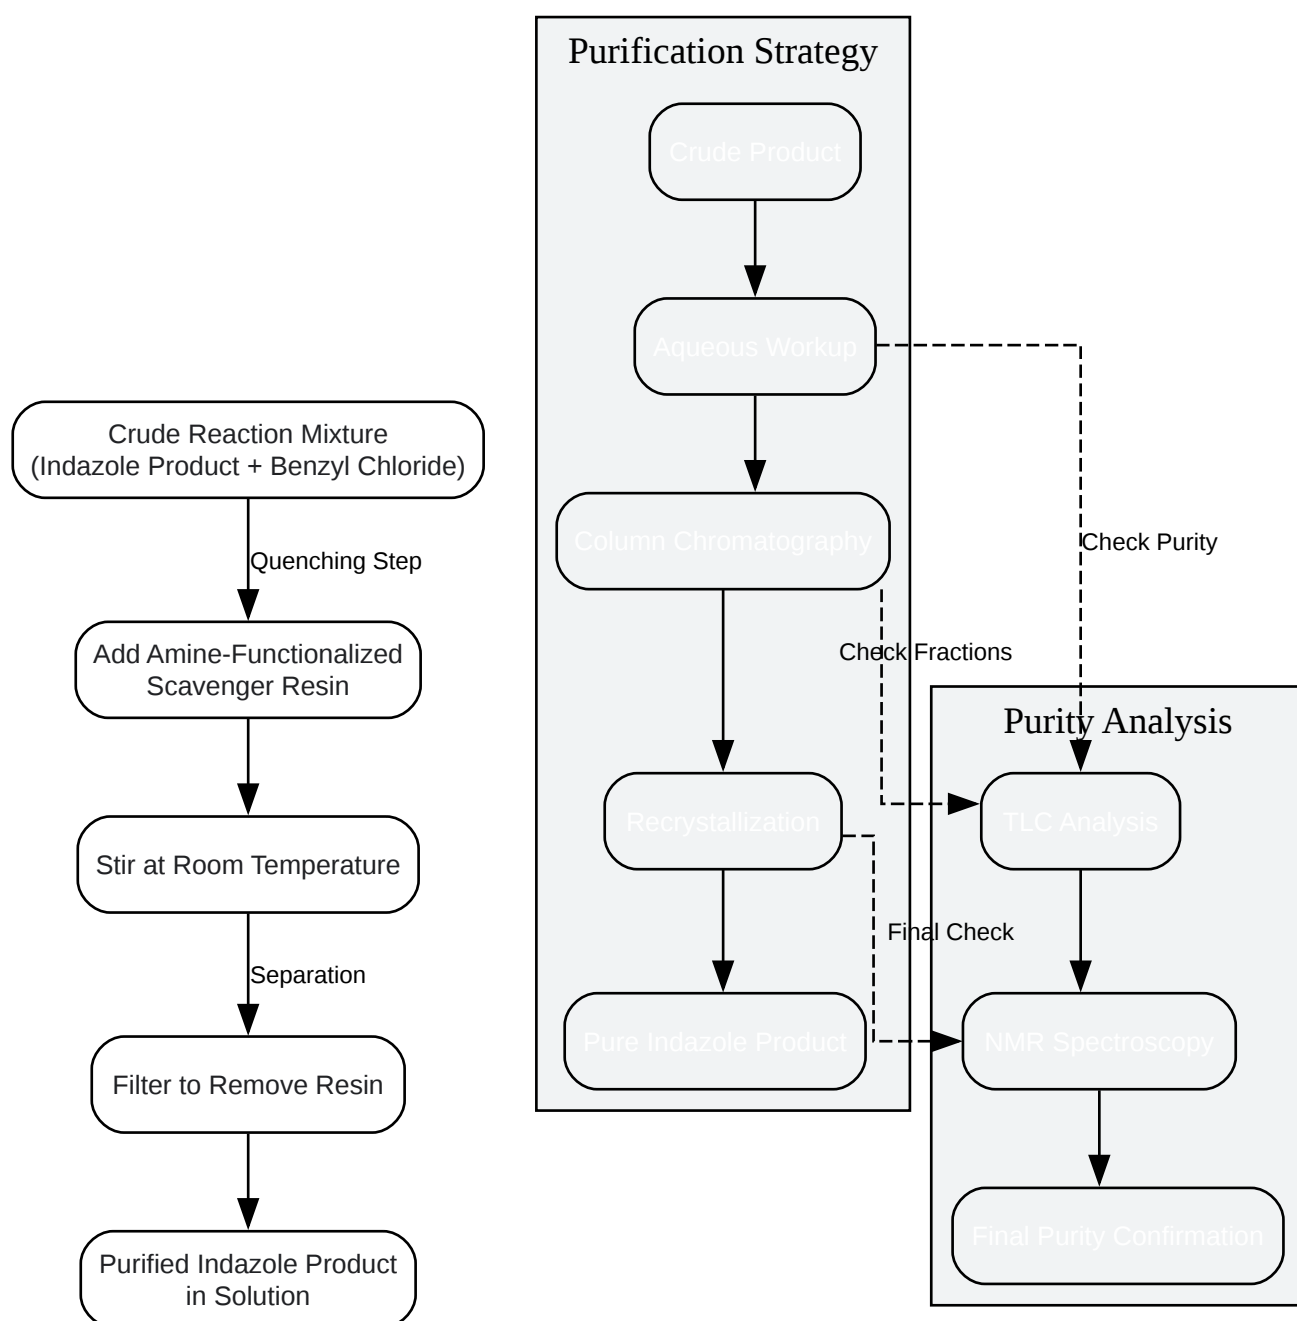 Crude Reaction Mixture
(Indazole Product + Benzyl Chloride)
Quenching Step
Add Amine-Functionalized
Scavenger Resin
Stir at Room Temperature
Separation
Filter to Remove Resin
Purified Indazole Product
in Solution
Purification Strategy
Crude Product
Aqueous Workup
Column Chromatography
Recrystallization
Pure Indazole Product
Check Purity
Check Fractions
Final Check
Purity Analysis
TLC Analysis
NMR Spectroscopy
Final Purity Confirmation